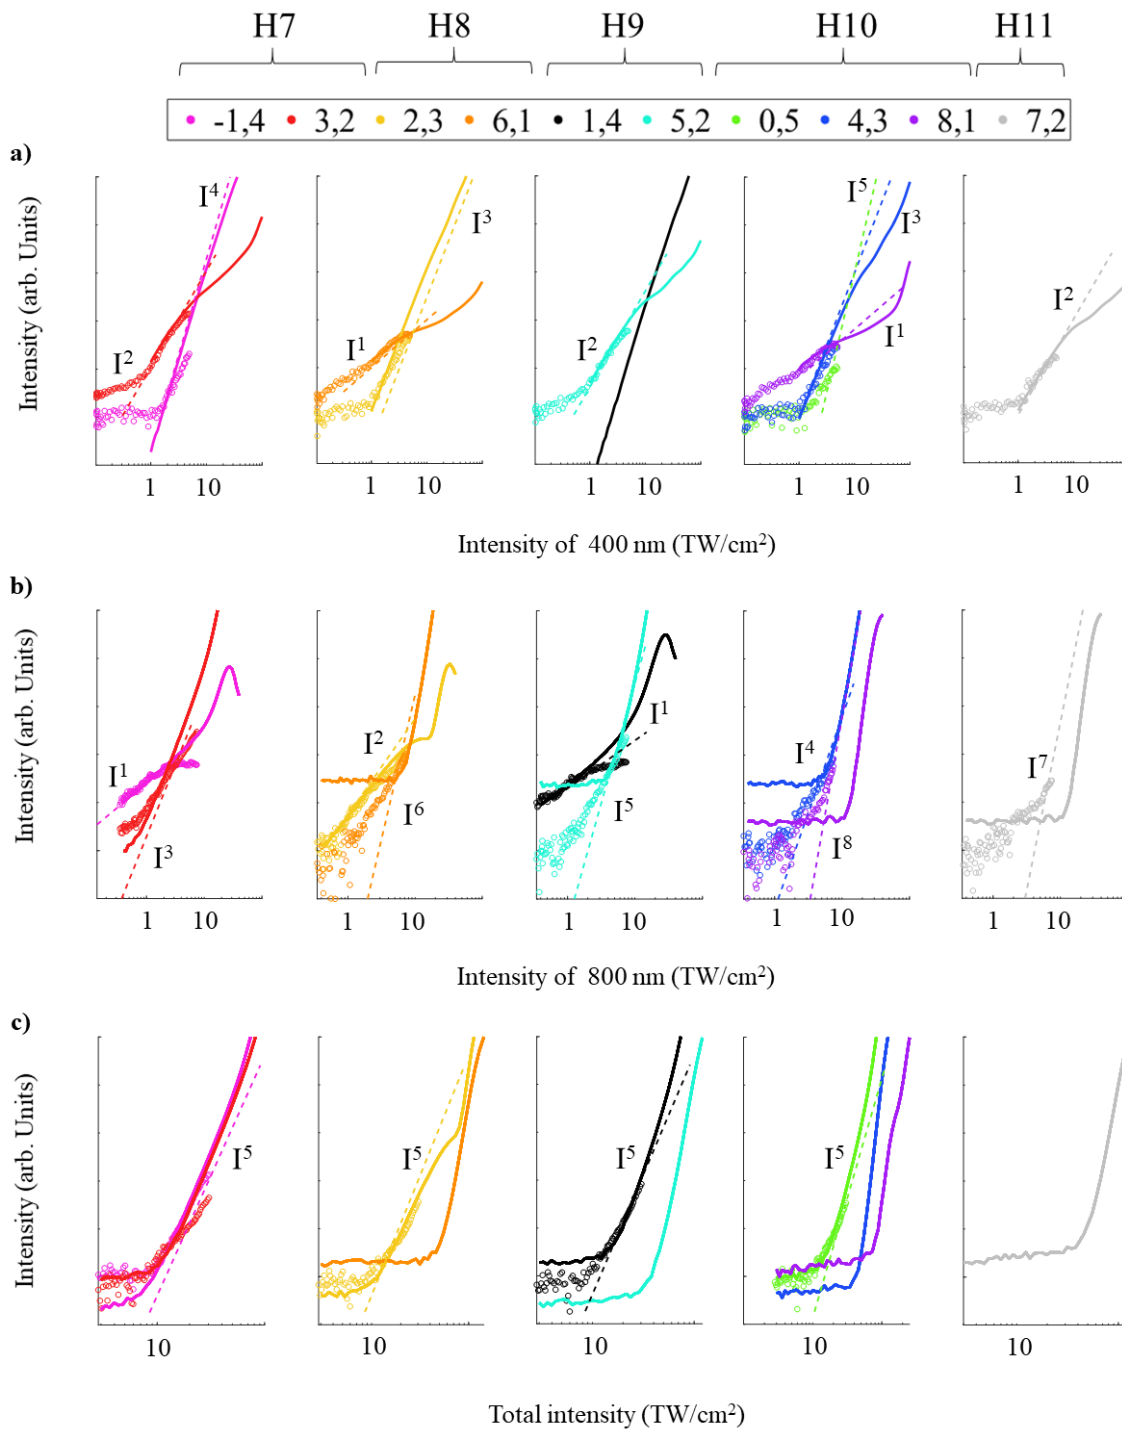 H7 H8 H9 H10 H11
-1,4 3,2 2,3 6,1 1,4 5,2 0,5 4,3 8,1 7,2
a)
Intensity (arb. Units)
I⁴
I²
I³
I¹
I²
I⁵
I³
I¹
I²
1 10 1 10 1 10 1 10 1 10
Intensity of 400 nm (TW/cm²)
b)
Intensity (arb. Units)
I¹
I³
I²
I⁶
I¹
I⁵
I⁴
I⁸
I⁷
1 10 1 10 1 10 1 10 1 10
Intensity of 800 nm (TW/cm²)
c)
Intensity (arb. Units)
I⁵ I⁵ I⁵ I⁵
10 10 10 10 10
Total intensity (TW/cm²)